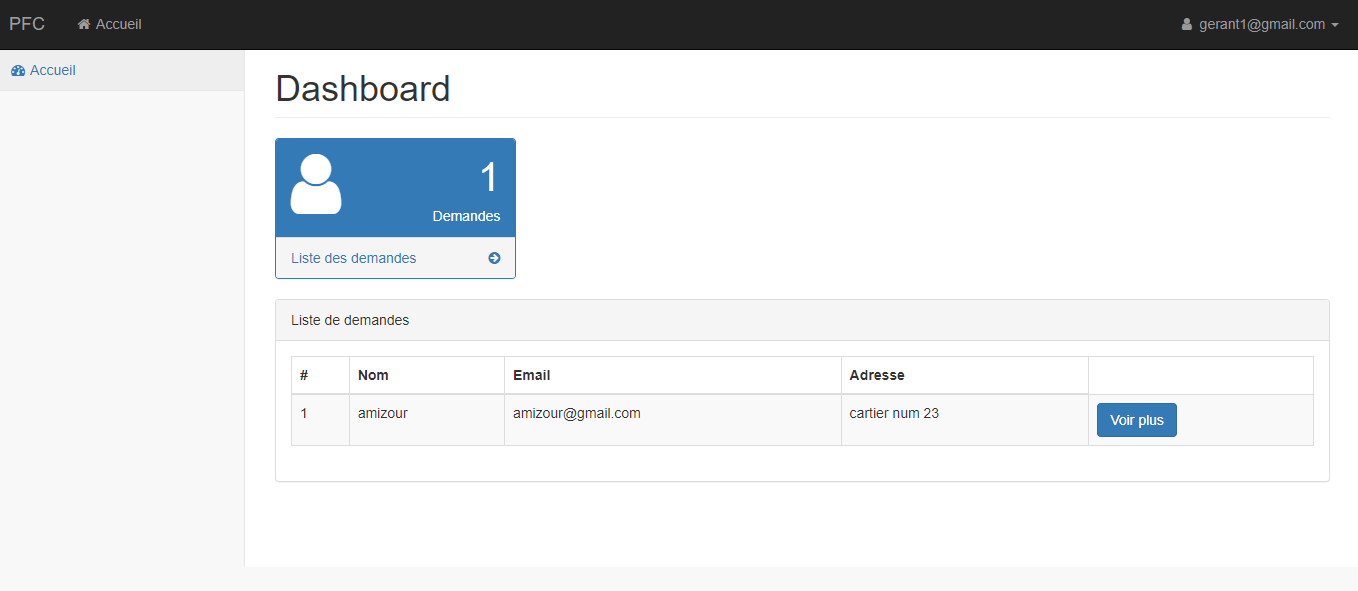 PFC Accueil gerant1@gmail.com
Accueil
Dashboard
1
Demandes
Liste des demandes
Liste de demandes
# Nom Email Adresse
1 amizour amizour@gmail.com cartier num 23 Voir plus